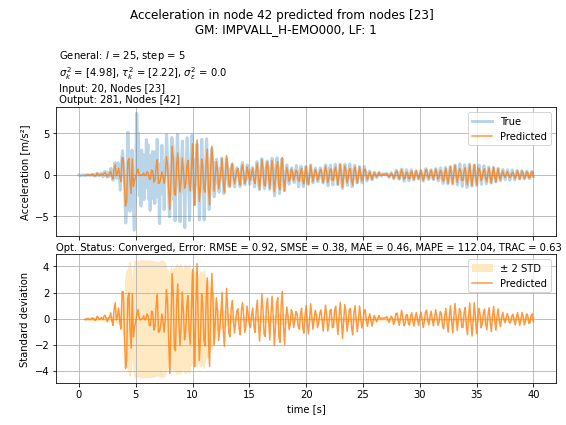 Acceleration in node 42 predicted from nodes [23]
GM: IMPVALL_H-EMO000, LF: 1
General: l = 25, step = 5
σ²ₖ = [4.98], τ²ₖ = [2.22], σ²ε = 0.0
Input: 20, Nodes [23]
Output: 281, Nodes [42]
True
Predicted
Acceleration [m/s²]
5
0
−5
Opt. Status: Converged, Error: RMSE = 0.92, SMSE = 0.38, MAE = 0.46, MAPE = 112.04, TRAC = 0.63
± 2 STD
Predicted
Standard deviation
4
2
0
−2
−4
0 5 10 15 20 25 30 35 40
time [s]